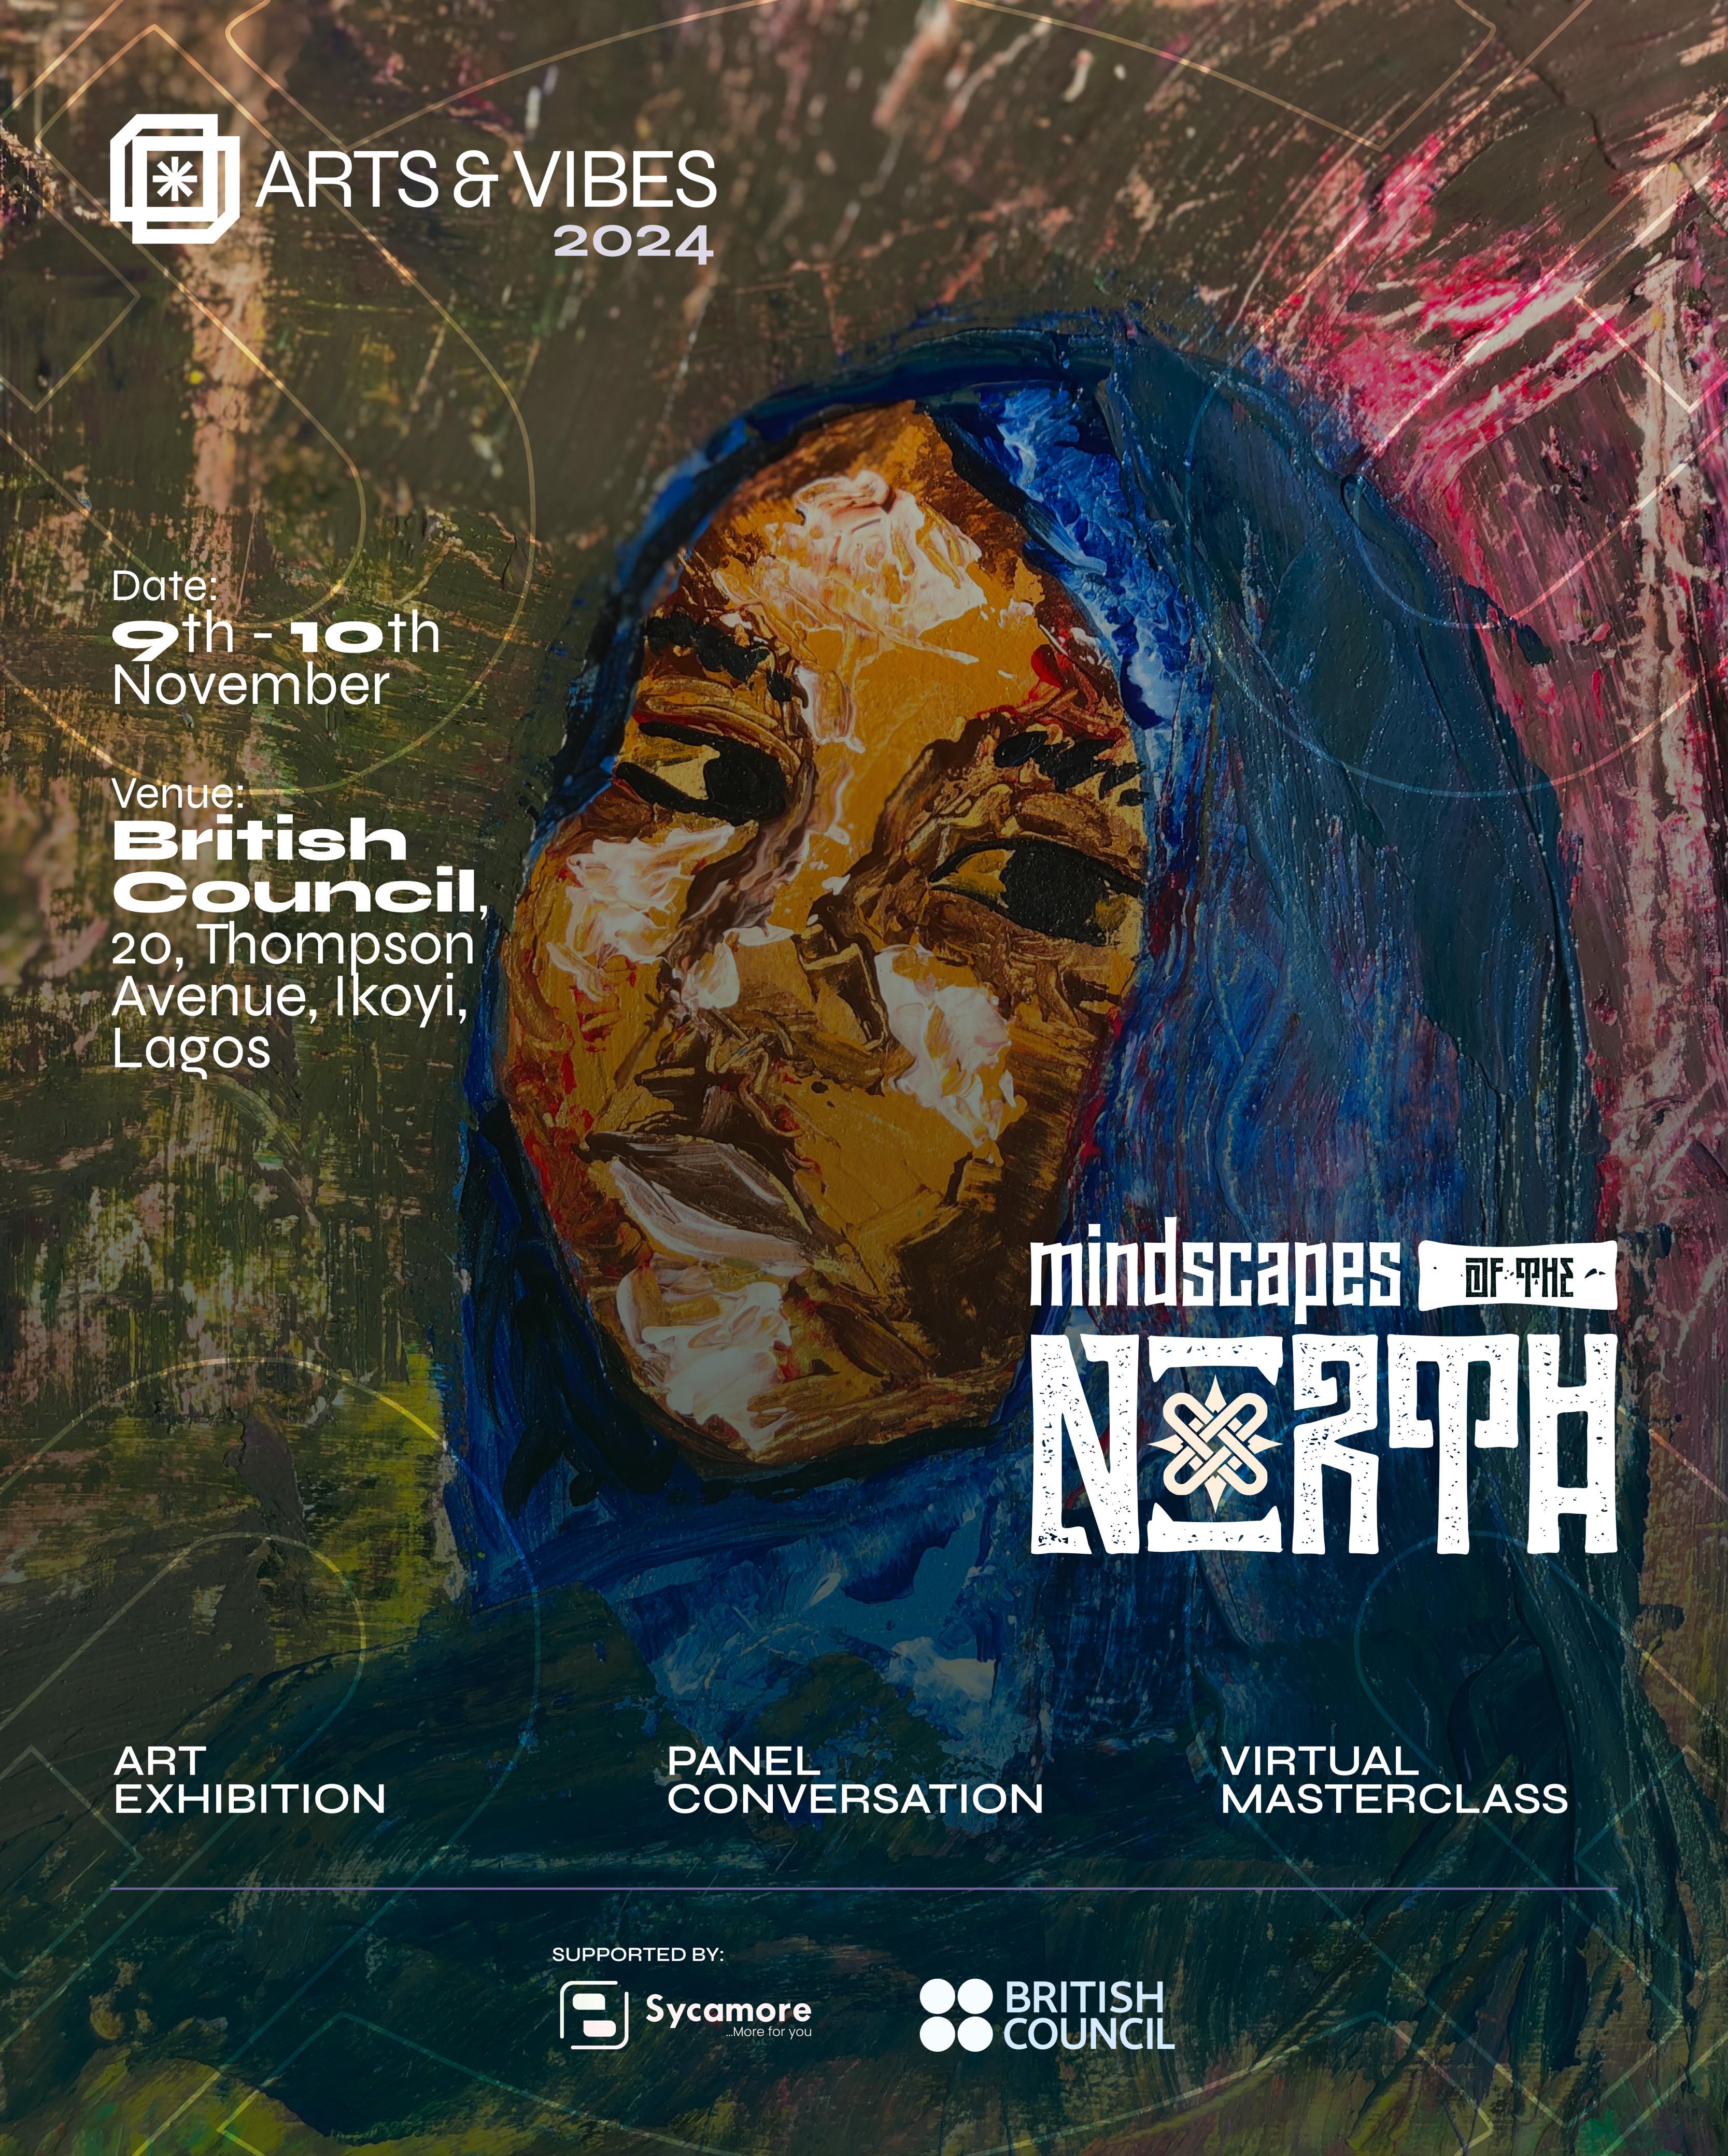 ARTS & VIBES
2024
Date:
9th - 10th
November
Venue:
British
Council,
20, Thompson
Avenue, Ikoyi,
Lagos
mindscapes OF THE
NORTH
ART
EXHIBITION
PANEL
CONVERSATION
VIRTUAL
MASTERCLASS
SUPPORTED BY:
Sycamore
...More for you
BRITISH
COUNCIL